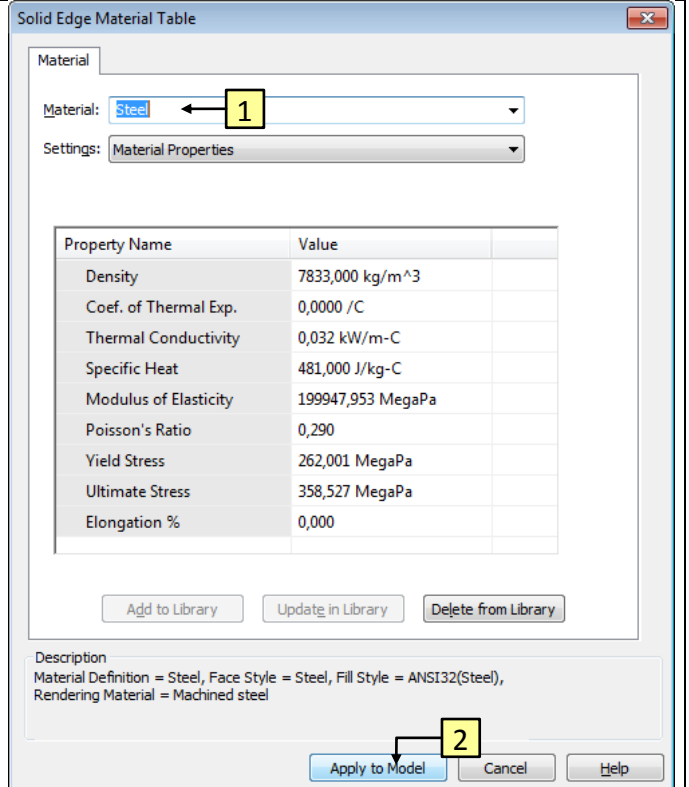 Solid Edge Material Table
Material
Material: Steel 1
Settings: Material Properties
Property Name Value
Density 7833,000 kg/m^3
Coef. of Thermal Exp. 0,0000 /C
Thermal Conductivity 0,032 kW/m-C
Specific Heat 481,000 J/kg-C
Modulus of Elasticity 199947,953 MegaPa
Poisson's Ratio 0,290
Yield Stress 262,001 MegaPa
Ultimate Stress 358,527 MegaPa
Elongation % 0,000
Add to Library Update in Library Delete from Library
Description
Material Definition = Steel, Face Style = Steel, Fill Style = ANSI32(Steel),
Rendering Material = Machined steel
2
Apply to Model Cancel Help